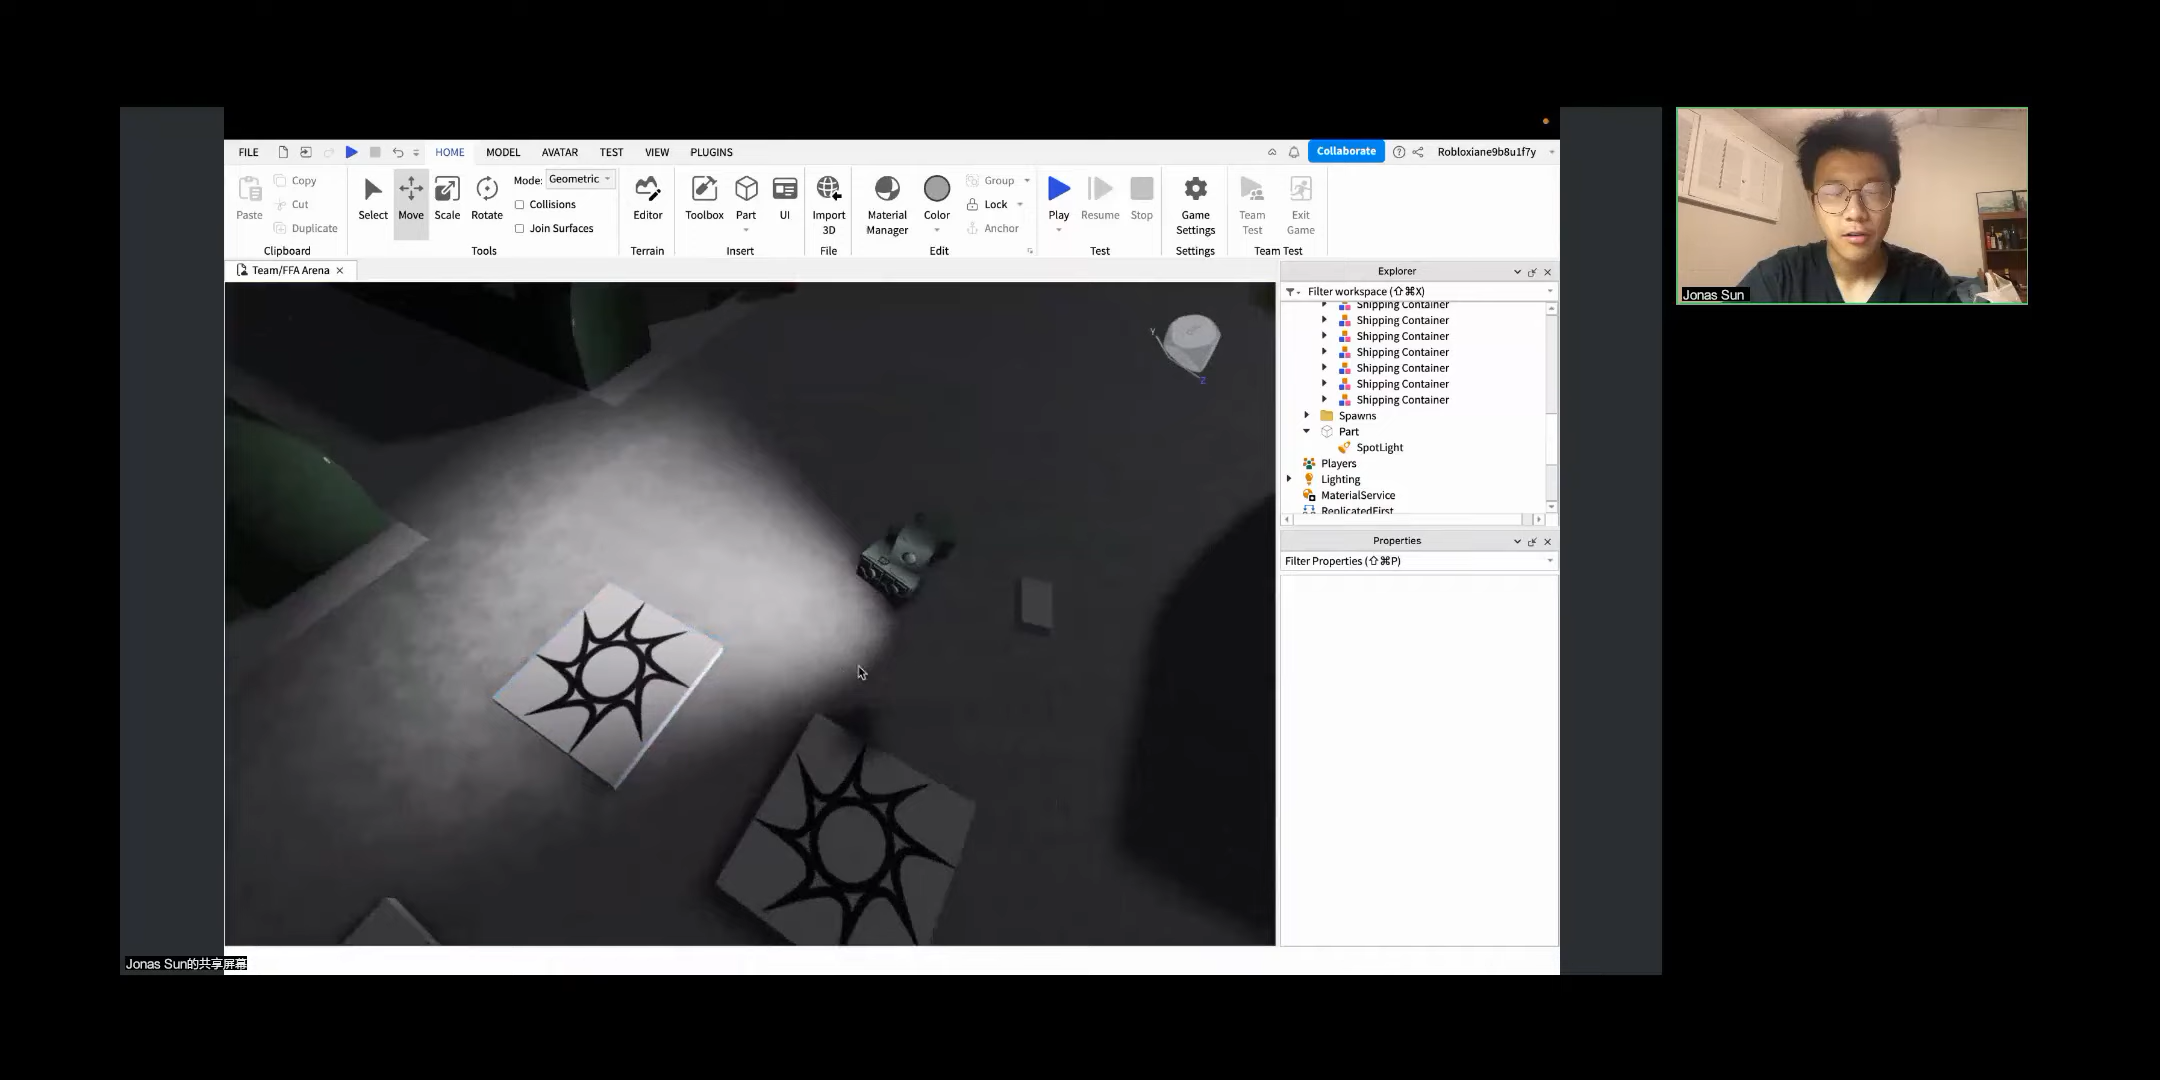 FILE HOME MODEL AVATAR TEST VIEW PLUGINS Collaborate Robloxiane9b8u1f7y
Paste Copy Cut Duplicate Clipboard
Select Move Scale Rotate Mode: Geometric Collisions Join Surfaces Tools
Editor Terrain
Toolbox Part UI Insert
Import 3D File
Material Manager Color Group Lock Anchor Edit
Play Resume Stop Test
Game Settings Settings
Team Test Exit Game Team Test
Team/FFA Arena
Y
Z
Explorer
Filter workspace (⇧⌘X)
Shipping Container
Shipping Container
Shipping Container
Shipping Container
Shipping Container
Shipping Container
Shipping Container
Spawns
Part
SpotLight
Players
Lighting
MaterialService
ReplicatedFirst
Properties
Filter Properties (⇧⌘P)
Jonas Sun
Jonas Sun的共享屏幕